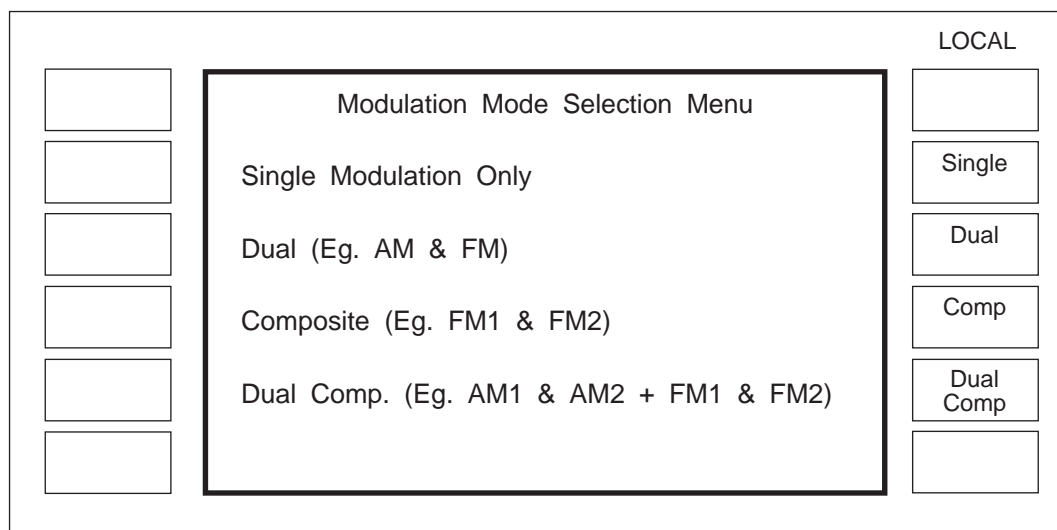 LOCAL
Modulation Mode Selection Menu
Single Modulation Only
Single
Dual (Eg. AM & FM)
Dual
Composite (Eg. FM1 & FM2)
Comp
Dual Comp. (Eg. AM1 & AM2 + FM1 & FM2)
Dual
Comp